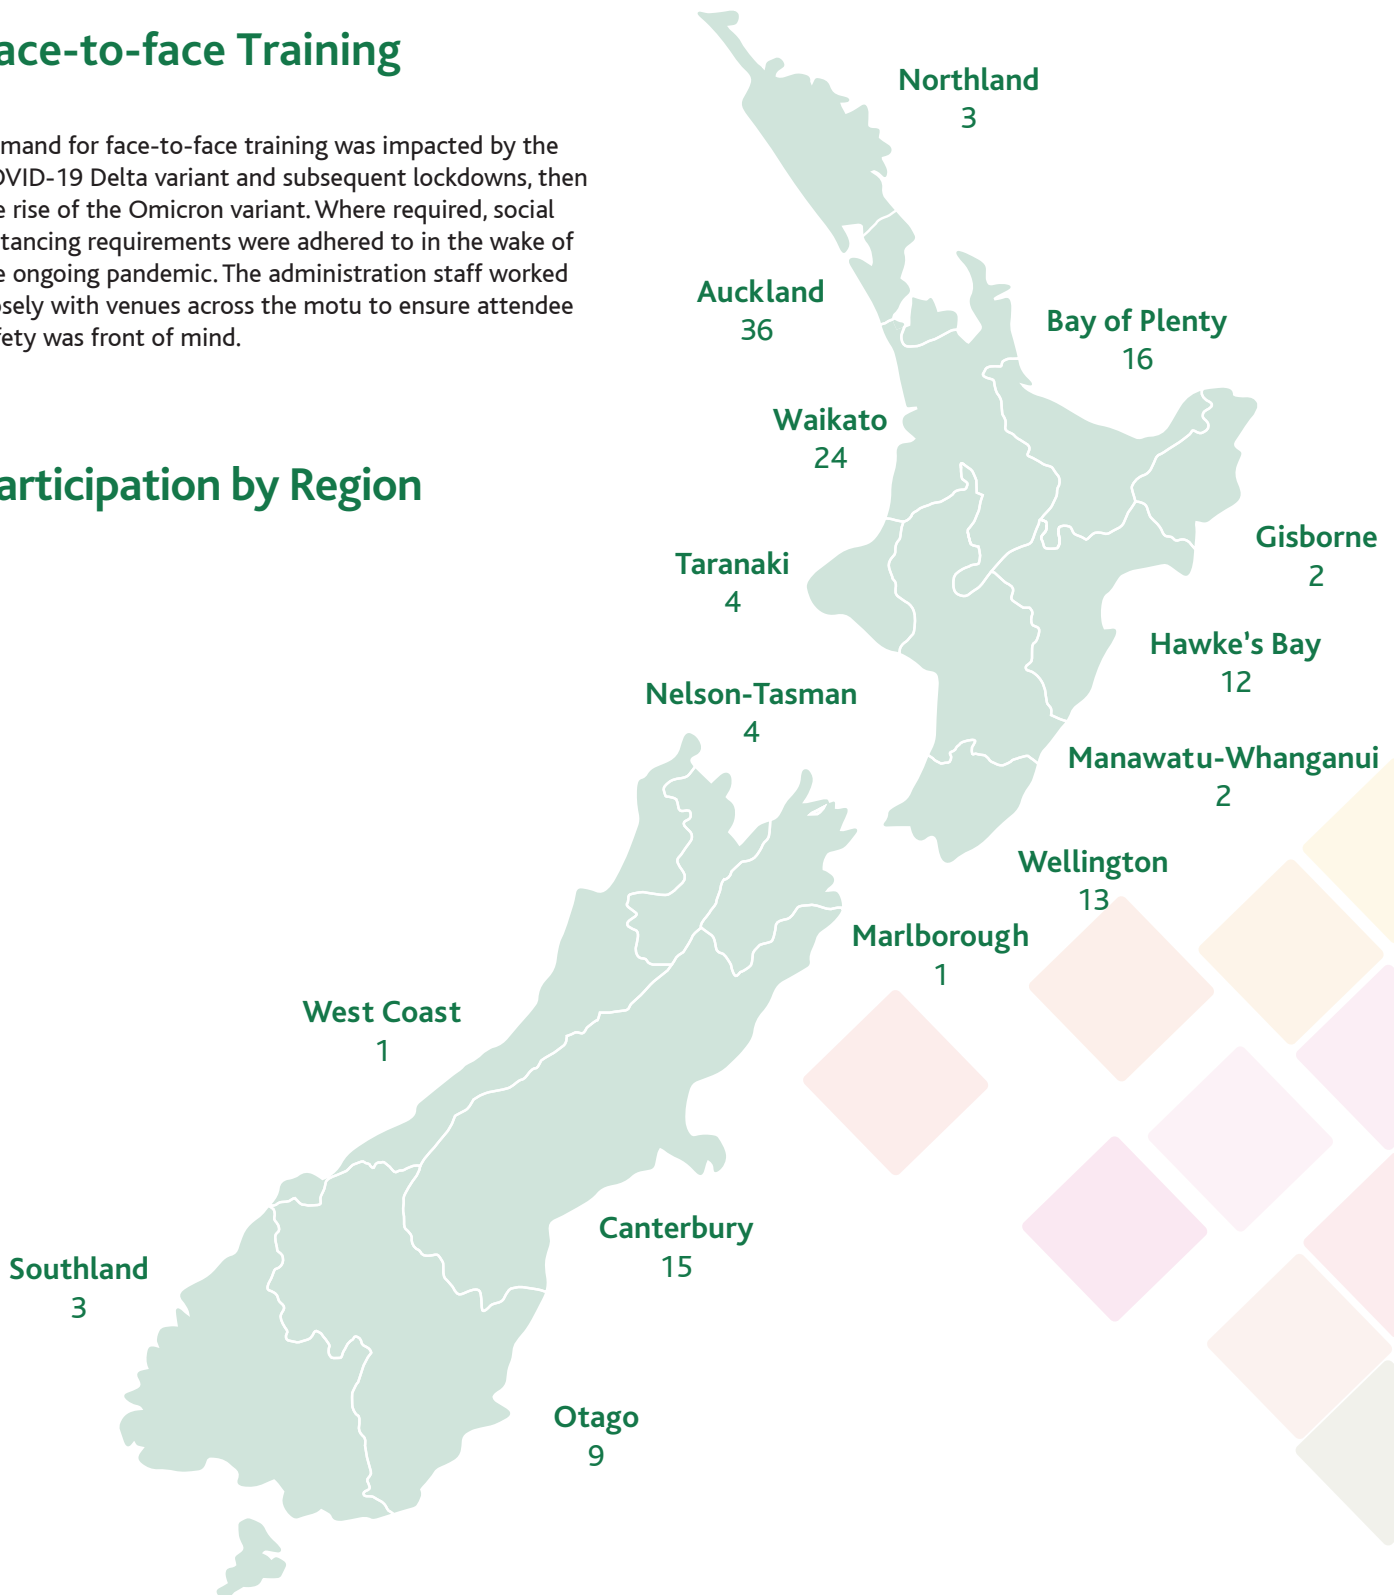 ace-to-face Training
mand for face-to-face training was impacted by the
OVID-19 Delta variant and subsequent lockdowns, then
e rise of the Omicron variant. Where required, social
tancing requirements were adhered to in the wake of
e ongoing pandemic. The administration staff worked
sely with venues across the motu to ensure attendee
fety was front of mind.
articipation by Region
Northland
3
Auckland
36
Bay of Plenty
16
Waikato
24
Gisborne
2
Taranaki
4
Hawke's Bay
12
Nelson-Tasman
4
Manawatu-Whanganui
2
Wellington
13
Marlborough
1
West Coast
1
Canterbury
15
Southland
3
Otago
9